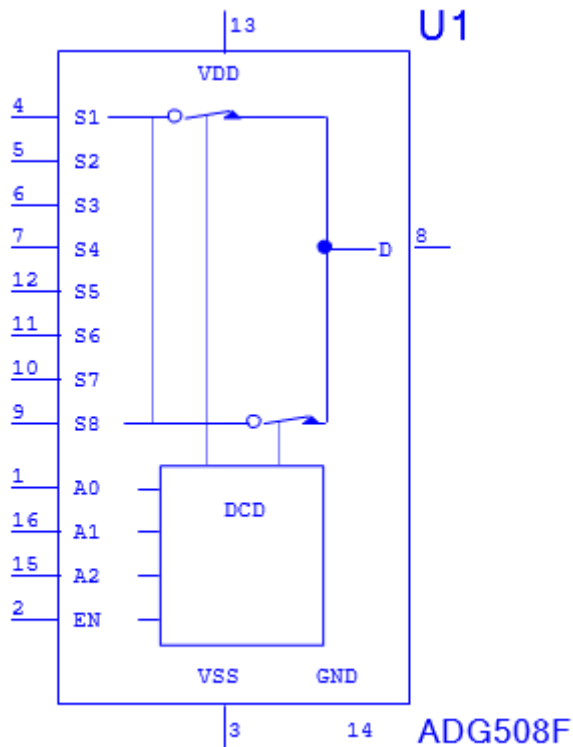 13 U1
VDD
4 S1
5 S2
6 S3
7 S4 D 8
12 S5
11 S6
10 S7
9 S8
1 A0
DCD
16 A1
15 A2
2 EN
VSS GND
3 14 ADG508F